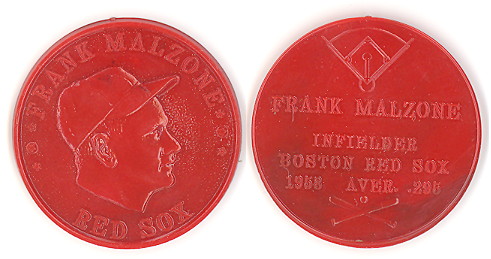 FRANK MALZONE
RED SOX
FRANK MALZONE
INFIELDER
BOSTON RED SOX
1958 AVER. .295